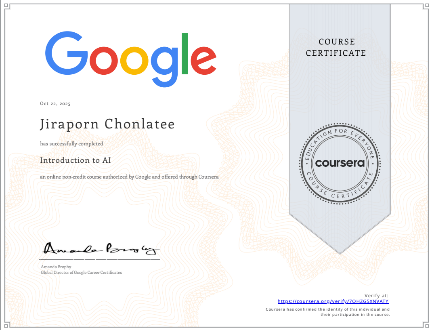 Google
COURSE
CERTIFICATE
Oct 21, 2025
Jiraporn Chonlatee
has successfully completed
Introduction to AI
an online non-credit course authorized by Google and offered through Coursera
EDUCATION FOR EVERYONE
coursera
COURSE CERTIFICATE
Amanda Brophy
Global Director of Google Career Certificates
Verify at:
https://coursera.org/verify/
Coursera has confirmed the identity of this individual and
their participation in the course.